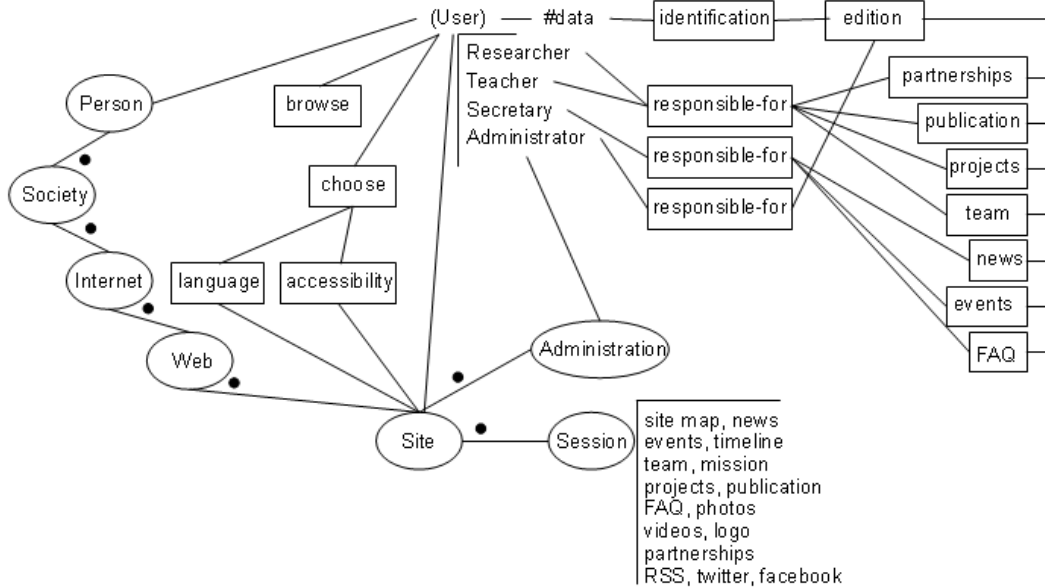 (User)
#data
identification
edition
Researcher
Teacher
Secretary
Administrator
Person
browse
responsible-for
responsible-for
responsible-for
partnerships
publication
projects
team
news
events
FAQ
Society
choose
Internet
language
accessibility
Web
Administration
Site
Session
site map, news
events, timeline
team, mission
projects, publication
FAQ, photos
videos, logo
partnerships
RSS, twitter, facebook